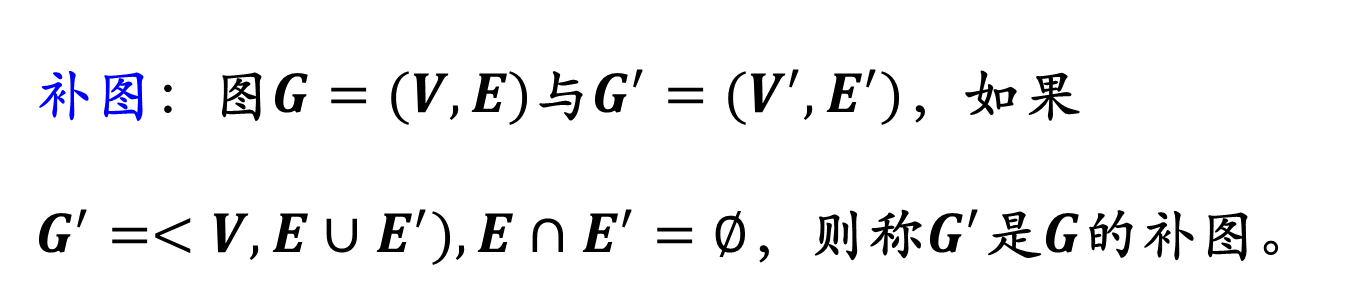 补图：图G = (V, E)与G′ = (V′, E′)，如果
G′ =< V, E ∪ E′), E ∩ E′ = ∅，则称G′是G的补图。